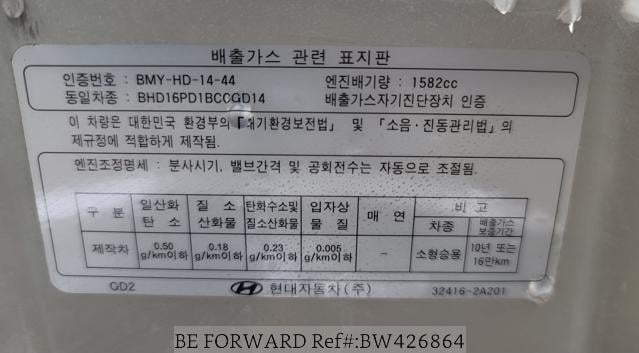 배출가스 관련 표지판
인증번호 : BMY-HD-14-44 엔진배기량 : 1582cc
동일차종 : BHD16PD1BCCGD14 배출가스자기진단장치 인증
이 차량은 대한민국 환경부의「대기환경보전법」 및 「소음·진동관리법」의
제규정에 적합하게 제작됨.
엔진조정명세 : 분사시기, 밸브간격 및 공회전수는 자동으로 조절됨.
구 분 일산화탄 소 질 소산화물 탄화수소및질소산화물 입자상물 질 매 연 비 고
차종 배출가스보증기간
제작차 0.50g/km이하 0.18g/km이하 0.23g/km이하 0.005g/km이하 - 소형승용 10년 또는16만km
GD2 현대자동차(주) 32416-2A201
BE FORWARD Ref#:BW426864